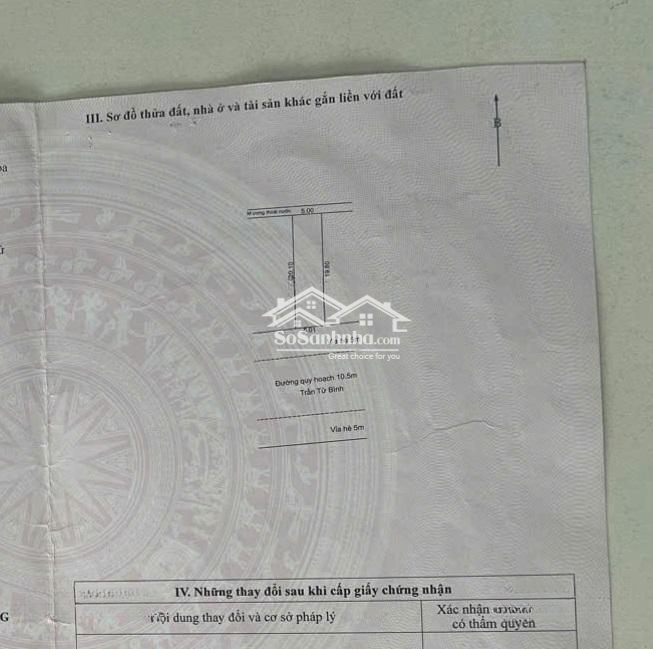 III. Sơ đồ thửa đất, nhà ở và tài sản khác gắn liền với đất
B
Mương thoát nước 5.00
20.10
19.80
5.01
SoSanhnha.com
Great choice for you
Đường quy hoạch 10.5m
Trần Tử Bình
Vỉa hè 5m
IV. Những thay đổi sau khi cấp giấy chứng nhận
Nội dung thay đổi và cơ sở pháp lý
Xác nhận
có thẩm quyền
G